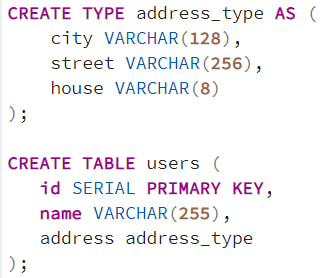 CREATE TYPE address_type AS (
    city VARCHAR(128),
    street VARCHAR(256),
    house VARCHAR(8)
);

CREATE TABLE users (
   id SERIAL PRIMARY KEY,
   name VARCHAR(255),
   address address_type
);